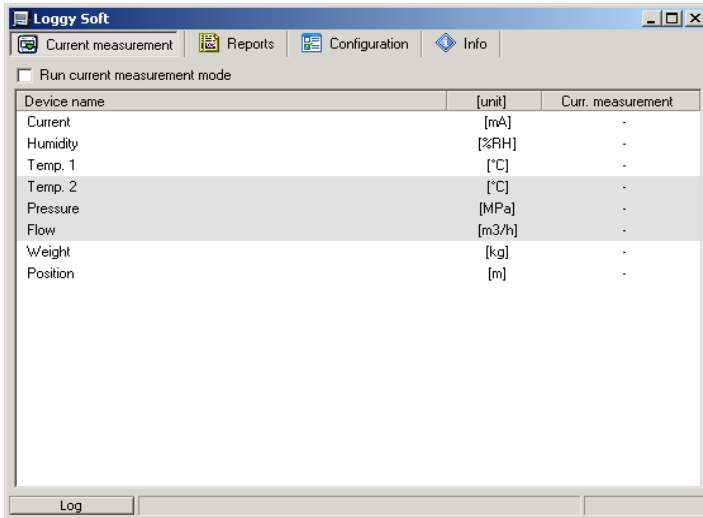 Loggy Soft
Current measurement Reports Configuration Info
Run current measurement mode
Device name [unit] Curr. measurement
Current [mA] -
Humidity [%RH] -
Temp. 1 [°C] -
Temp. 2 [°C] -
Pressure [MPa] -
Flow [m3/h] -
Weight [kg] -
Position [m] -
Log